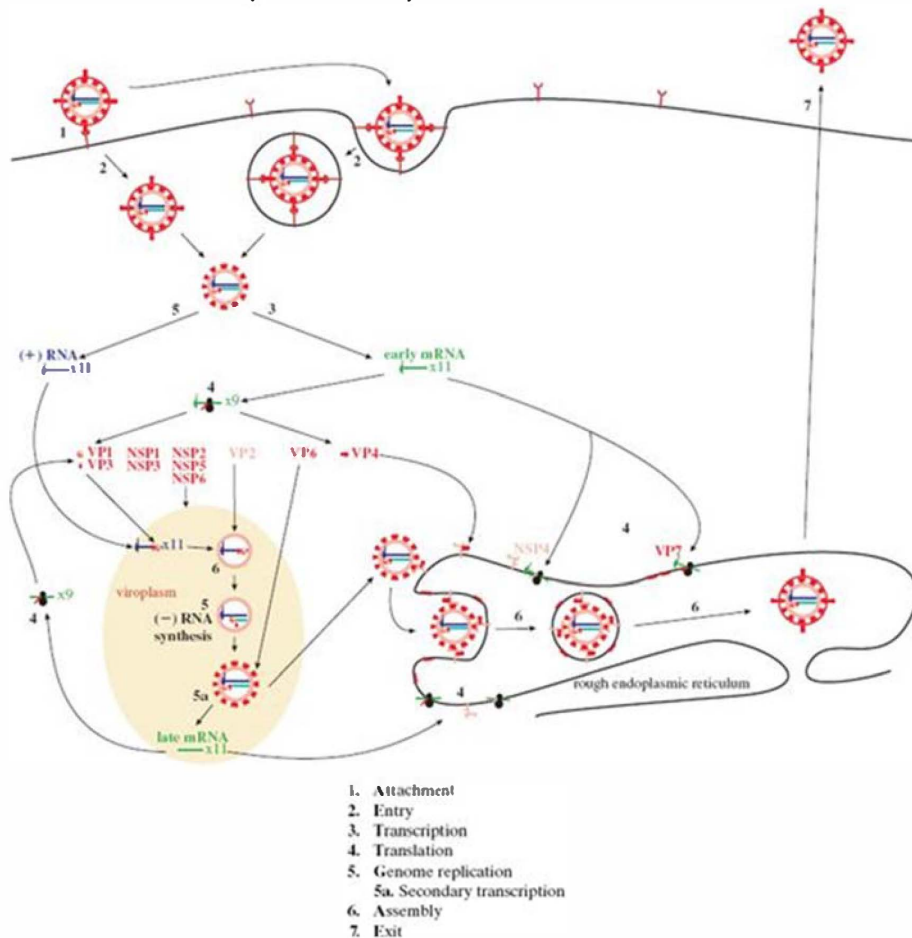 1
7
2
2
5
3
(+) RNA
x11
early mRNA
x11
4
x9
VP1 NSP1 NSP2 VP2 VP6 VP4
VP3 NSP3 NSP5
NSP6
4
x11
NSP4
VP7
6
viroplasm
5
6
6
x9
4
(−) RNA
synthesis
4
rough endoplasmic reticulum
5a
late mRNA
x11
1. Attachment
2. Entry
3. Transcription
4. Translation
5. Genome replication
5a. Secondary transcription
6. Assembly
7. Exit